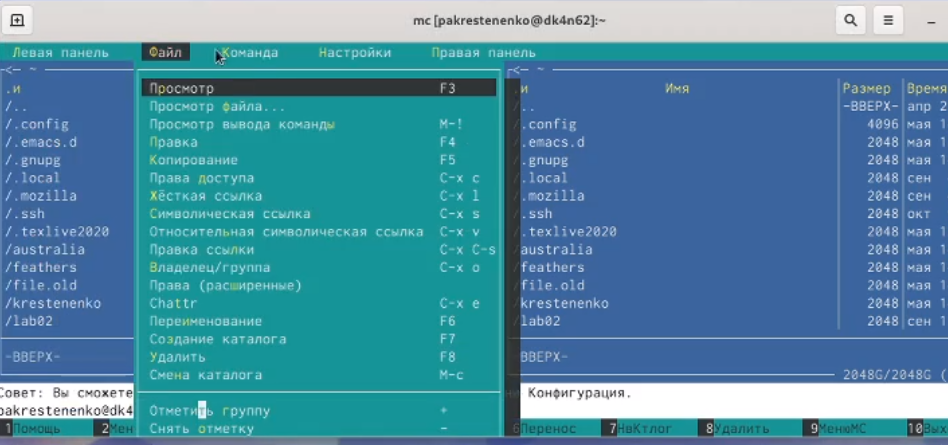 mc [pakrestenenko@dk4n62]:~
Левая панель Файл Команда Настройки Правая панель
<— ~
.и
/..
/.config
/.emacs.d
/.gnupg
/.local
/.mozilla
/.ssh
/.texlive2020
/australia
/feathers
/file.old
/krestenenko
/lab02
-ВВЕРХ-
Просмотр F3
Просмотр файла...
Просмотр вывода команды M-!
Правка F4
Копирование F5
Права доступа C-x c
Жёсткая ссылка C-x l
Символическая ссылка C-x s
Относительная символическая ссылка C-x v
Правка ссылки C-x C-s
Владелец/группа C-x o
Права (расширенные)
Chattr C-x e
Переименование F6
Создание каталога F7
Удалить F8
Смена каталога M-c
Отметить группу +
Снять отметку -
<— ~
.и Имя Размер Время
/.. -ВВЕРХ- апр 2
/.config 4096 мая 1
/.emacs.d 2048 мая 1
/.gnupg 2048 мая 1
/.local 2048 сен
/.mozilla 2048 сен
/.ssh 2048 окт
/.texlive2020 2048 мая 1
/australia 2048 мая 1
/feathers 2048 мая 1
/file.old 2048 мая 1
/krestenenko 2048 мая 1
/lab02 2048 сен 1
-ВВЕРХ-
2048G/2048G (
Совет: Вы сможете и Конфигурация.
pakrestenenko@dk4
1Помощь 2Мен 6Перенос 7НвКтлог 8Удалить 9МенюМС 10Вых